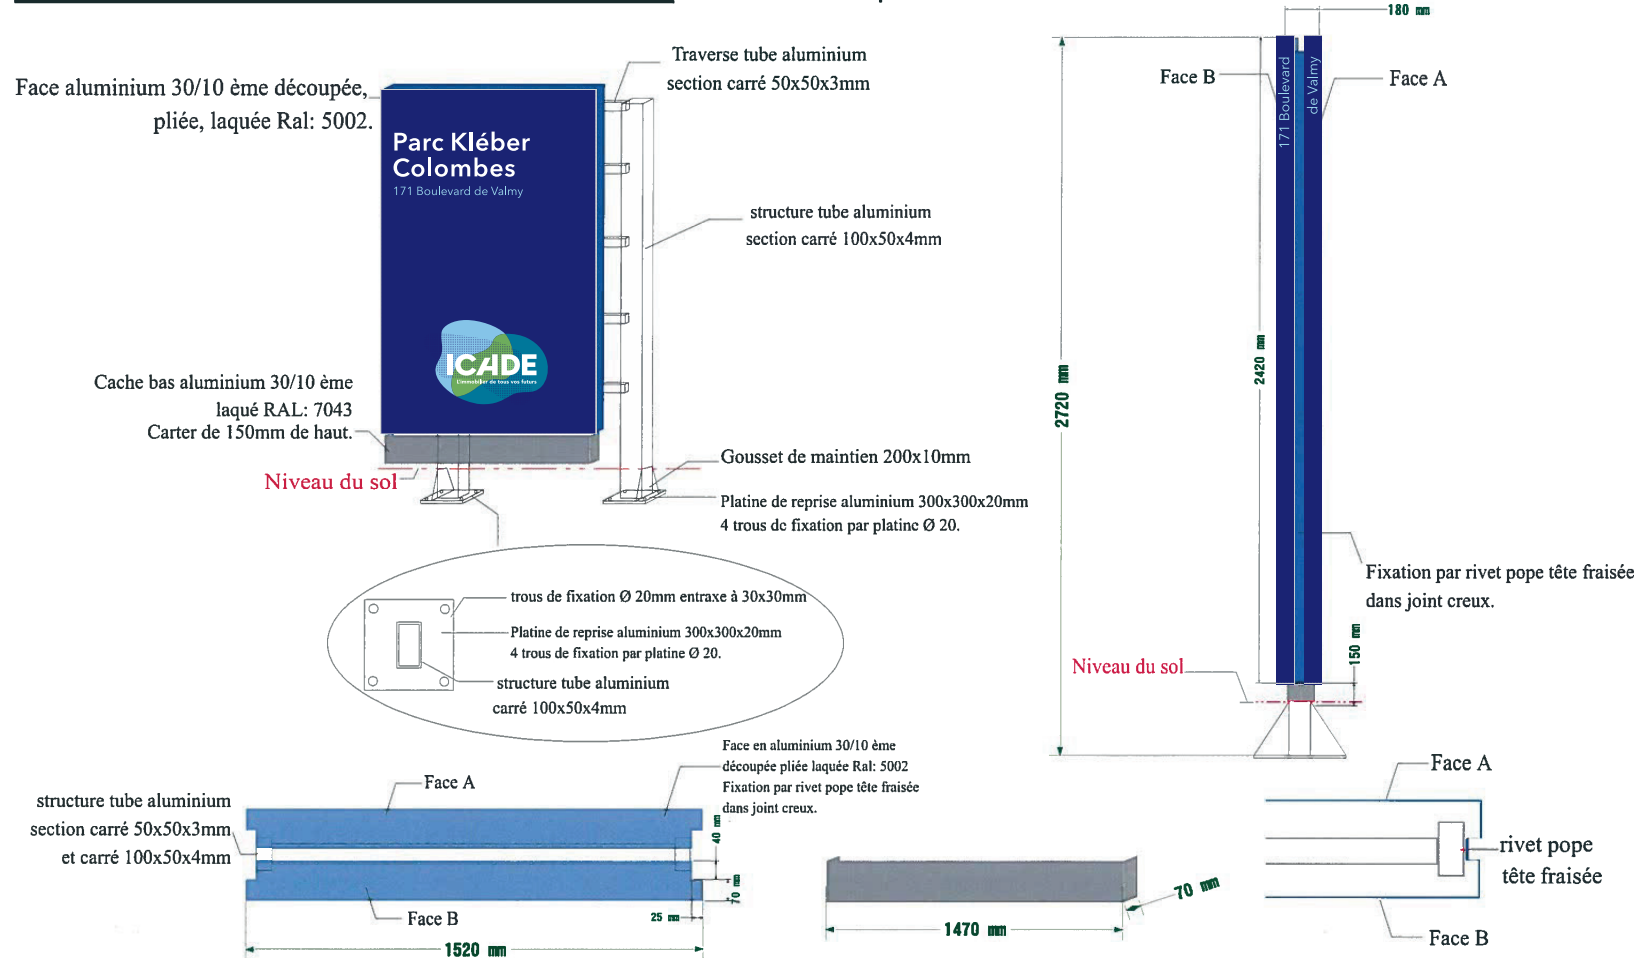 Face aluminium 30/10 ème découpée,
pliée, laquée Ral: 5002.
Parc Kléber
Colombes
171 Boulevard de Valmy
ICADE
L'immobilier de tous vos futurs
Traverse tube aluminium
section carré 50x50x3mm
structure tube aluminium
section carré 100x50x4mm
Cache bas aluminium 30/10 ème
laqué RAL: 7043
Carter de 150mm de haut.
Niveau du sol
Gousset de maintien 200x10mm
Platine de reprise aluminium 300x300x20mm
4 trous de fixation par platine Ø 20.
trous de fixation Ø 20mm entraxe à 30x30mm
Platine de reprise aluminium 300x300x20mm
4 trous de fixation par platine Ø 20.
structure tube aluminium
carré 100x50x4mm
180 mm
Face B
Face A
171 Boulevard
de Valmy
2720 mm
2420 mm
Fixation par rivet pope tête fraisée
dans joint creux.
150 mm
Niveau du sol
Face A
Face en aluminium 30/10 ème
découpée pliée laquée Ral: 5002
Fixation par rivet pope tête fraisée
dans joint creux.
structure tube aluminium
section carré 50x50x3mm
et carré 100x50x4mm
40 mm
70 mm
25 mm
Face B
1520 mm
70 mm
1470 mm
Face A
rivet pope
tête fraisée
Face B